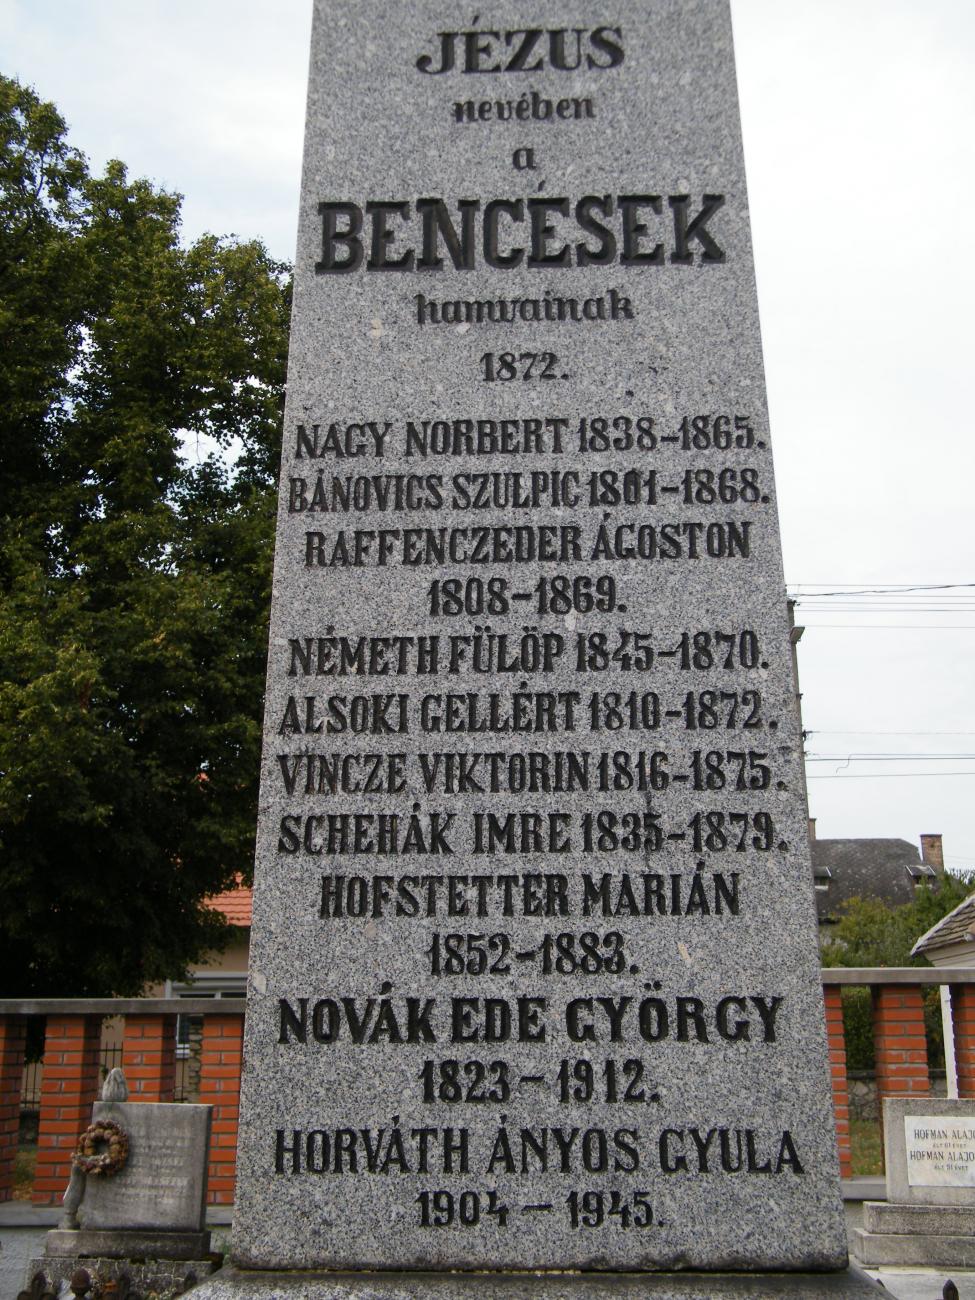 JÉZUS
nevében
a
BENCÉSEK
hamvainak
1872.
NAGY NORBERT 1838-1865.
BÁNOVICS SZULPIC 1801-1868.
RAFFENCZEDER ÁGOSTON
1808-1869.
NÉMETH FÜLÖP 1845-1870.
ALSOKI GELLÉRT 1810-1872.
VINCZE VIKTORIN 1816-1875.
SCHEHÁK IMRE 1835-1879.
HOFSTETTER MARIÁN
1852-1883.
NOVÁK EDE GYÖRGY
1823-1912.
HORVÁTH ÁNYOS GYULA
1904-1945.
HOFMAN ALAJO
HOFMAN ALAJO